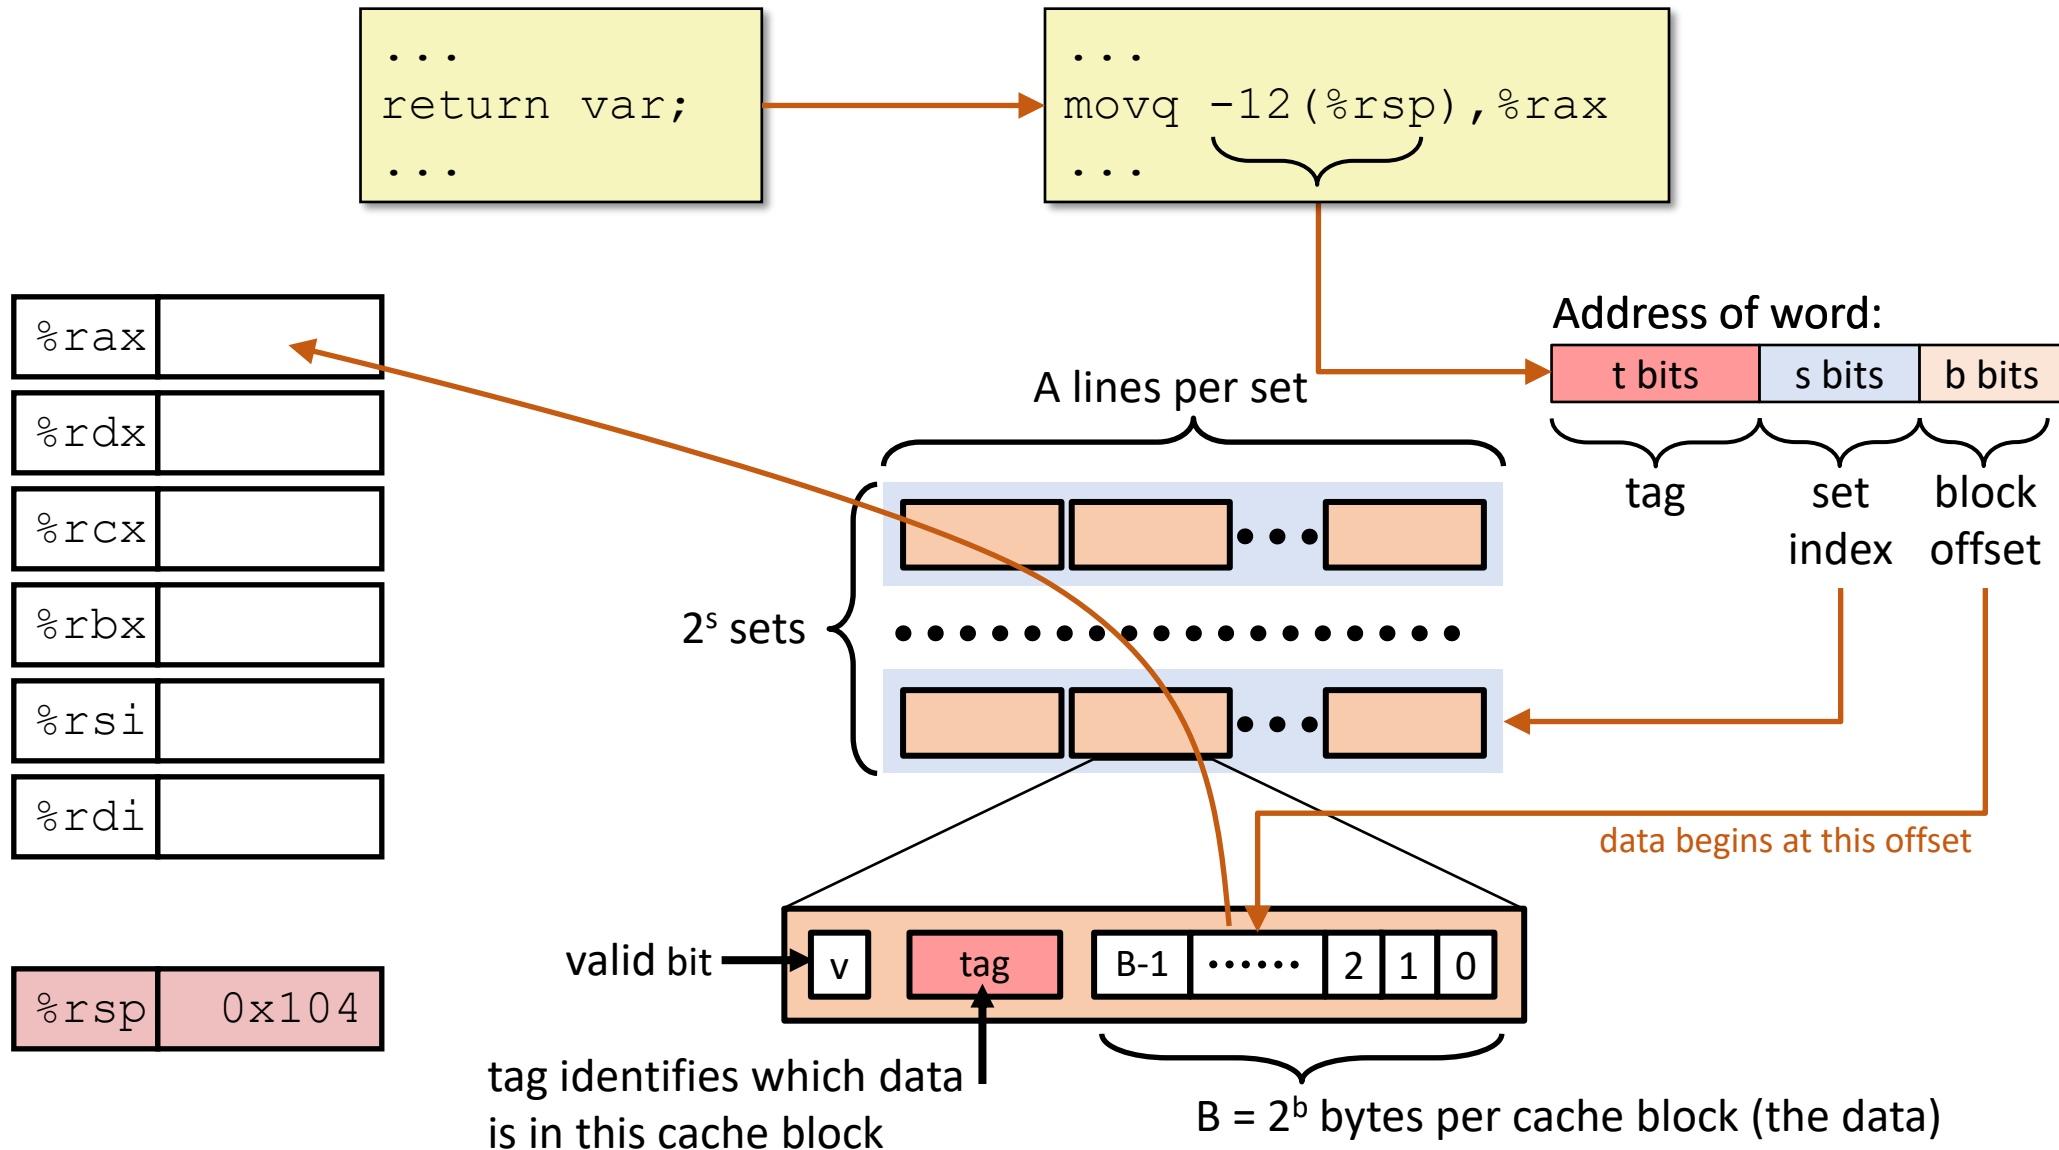 ...
return var;
...
...
movq -12(%rsp),%rax
...
Address of word:
t bits s bits b bits
tag
set
index
block
offset
%rax
%rdx
%rcx
%rbx
%rsi
%rdi
%rsp 0x104
A lines per set
2ˢ sets
data begins at this offset
valid bit
v tag B-1 ...... 2 1 0
tag identifies which data
is in this cache block
B = 2ᵇ bytes per cache block (the data)